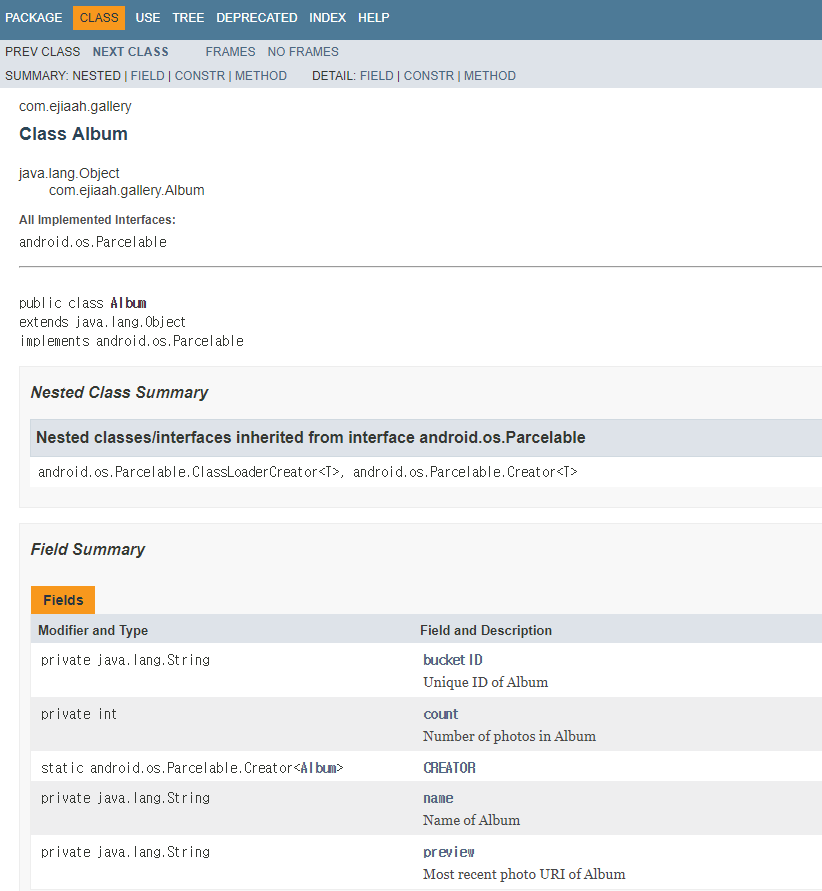 PACKAGE CLASS USE TREE DEPRECATED INDEX HELP
PREV CLASS NEXT CLASS FRAMES NO FRAMES
SUMMARY: NESTED | FIELD | CONSTR | METHOD DETAIL: FIELD | CONSTR | METHOD
com.ejiaah.gallery
Class Album
java.lang.Object
com.ejiaah.gallery.Album
All Implemented Interfaces:
android.os.Parcelable
public class Album
extends java.lang.Object
implements android.os.Parcelable
Nested Class Summary
Nested classes/interfaces inherited from interface android.os.Parcelable
android.os.Parcelable.ClassLoaderCreator<T>, android.os.Parcelable.Creator<T>
Field Summary
Fields
Modifier and Type Field and Description
private java.lang.String bucketID
Unique ID of Album
private int count
Number of photos in Album
static android.os.Parcelable.Creator<Album> CREATOR
private java.lang.String name
Name of Album
private java.lang.String preview
Most recent photo URI of Album